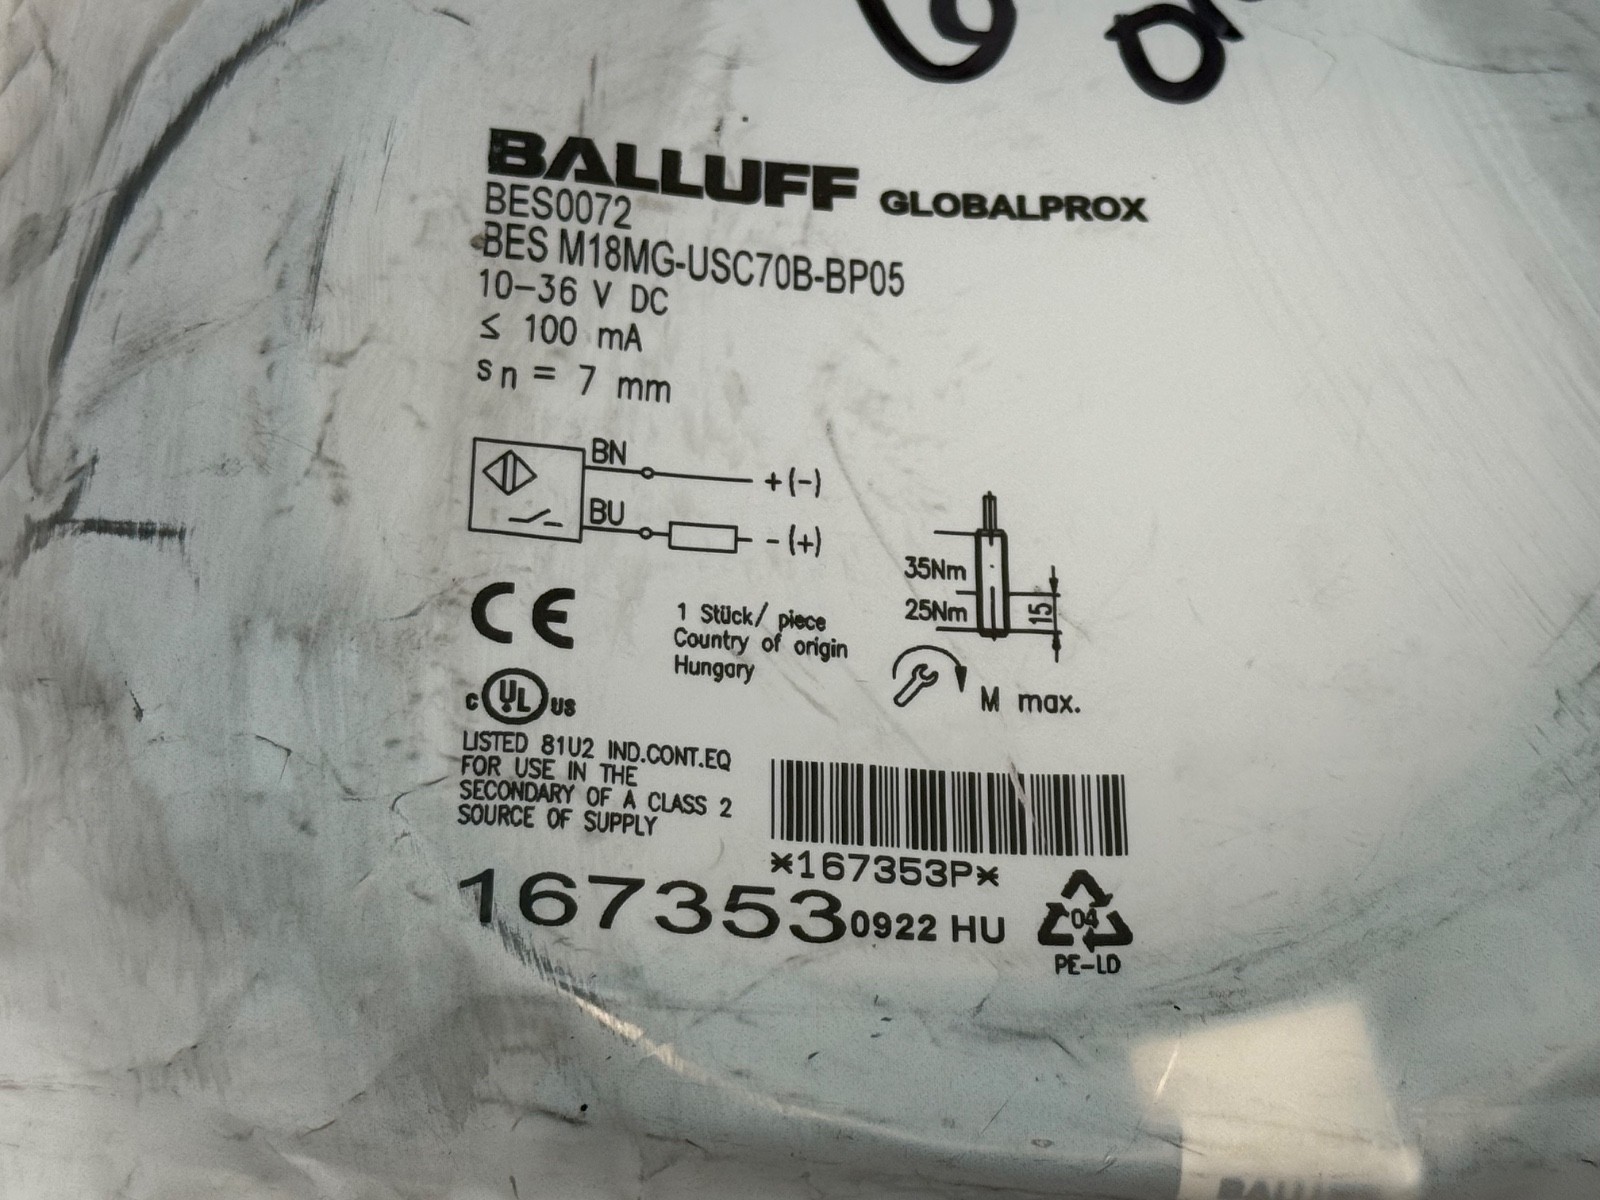 BALLUFF GLOBALPROX
BES0072
BES M18MG-USC70B-BP05
10-36 V DC
≤ 100 mA
sn = 7 mm
BN
+(-)
BU
-(+)
35Nm
25Nm
15
M max.
CE
1 Stück/ piece
Country of origin
Hungary
c UL us
LISTED 81U2 IND.CONT.EQ
FOR USE IN THE
SECONDARY OF A CLASS 2
SOURCE OF SUPPLY
*167353P*
167353 0922 HU
04
PE-LD